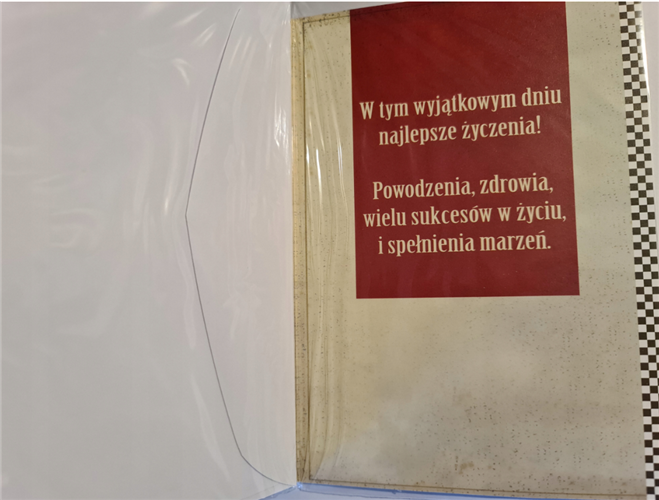 W tym wyjątkowym dniu
najlepsze życzenia!
Powodzenia, zdrowia,
wielu sukcesów w życiu,
i spełnienia marzeń.